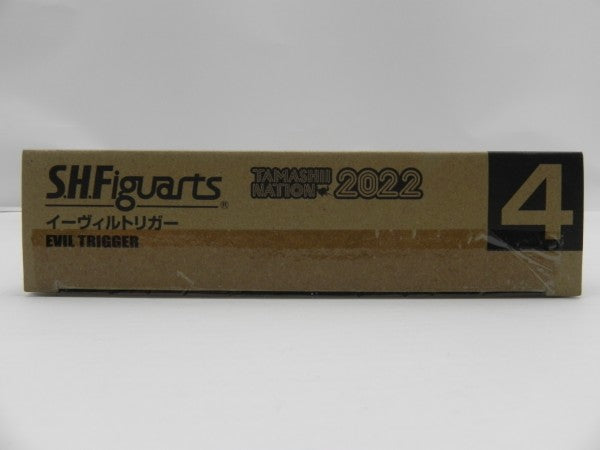 S.H.Figuarts®
イーヴィルトリガー
EVIL TRIGGER
TAMASHII
NATION 2022
4